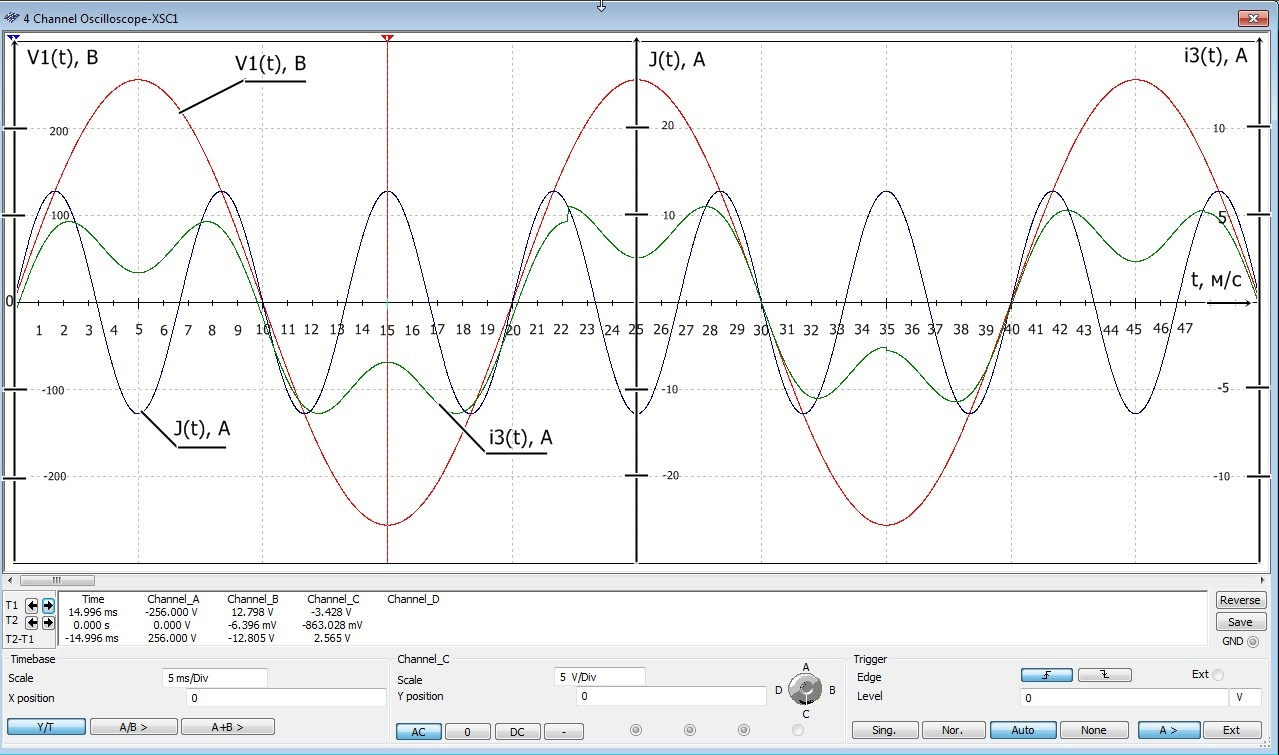 4 Channel Oscilloscope-XSC1
V1(t), B
V1(t), B
J(t), A
i3(t), A
200
20
10
100
10
5
t, м/с
0
1 2 3 4 5 6 7 8 9 10 11 12 13 14 15 16 17 18 19 20 21 22 23 24 25 26 27 28 29 30 31 32 33 34 35 36 37 38 39 40 41 42 43 44 45 46 47
-100
-10
-5
J(t), A
i3(t), A
-200
-20
-10
Time Channel_A Channel_B Channel_C Channel_D
T1 14.996 ms -256.000 V 12.798 V -3.428 V
T2 0.000 s 0.000 V -6.396 mV -863.028 mV
T2-T1 -14.996 ms 256.000 V -12.805 V 2.565 V
Reverse
Save
GND
Timebase
Scale 5 ms/Div
X position 0
Y/T A/B > A+B >
Channel_C
Scale 5 V/Div
Y position 0
AC 0 DC -
A
D B
C
Trigger
Edge Ext
Level 0 V
Sing. Nor. Auto None A > Ext